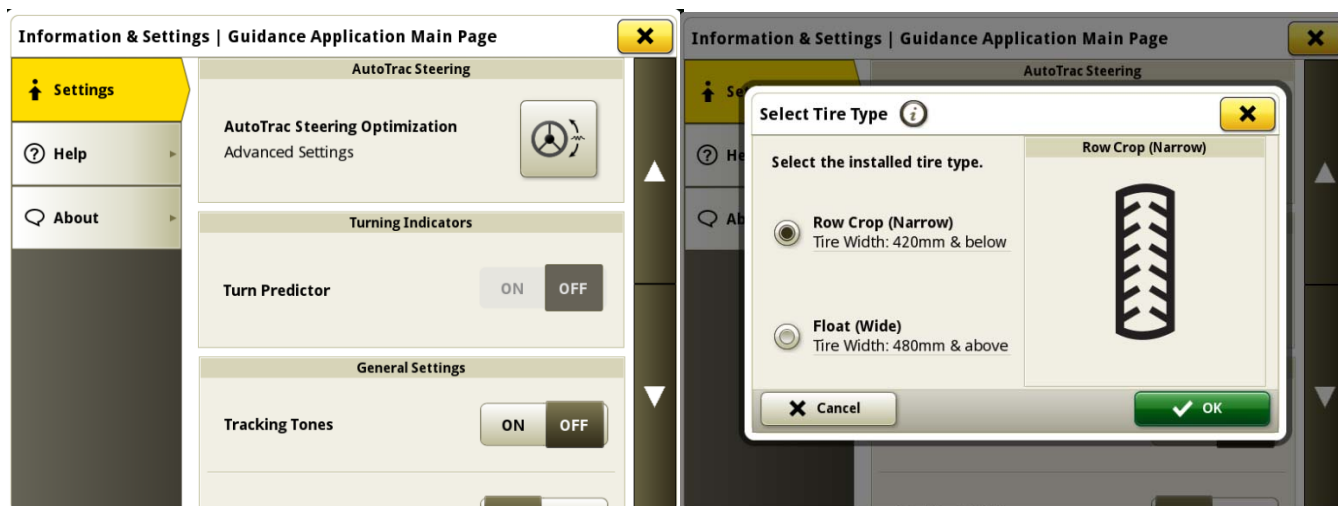 Information & Settings | Guidance Application Main Page
Settings
Help
About
AutoTrac Steering
AutoTrac Steering Optimization
Advanced Settings
Turning Indicators
Turn Predictor
ON OFF
General Settings
Tracking Tones
ON OFF
Information & Settings | Guidance Application Main Page
AutoTrac Steering
Se
He
Ab
Select Tire Type i
Select the installed tire type.
Row Crop (Narrow)
Tire Width: 420mm & below
Float (Wide)
Tire Width: 480mm & above
Row Crop (Narrow)
Cancel
OK